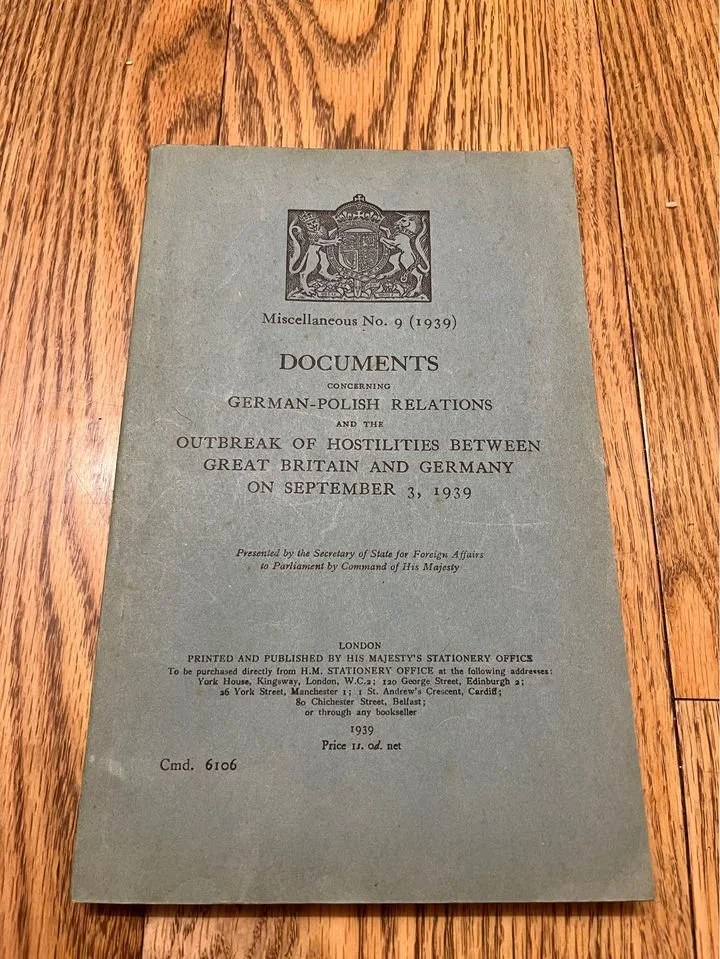 Miscellaneous No. 9 (1939)
DOCUMENTS
CONCERNING
GERMAN-POLISH RELATIONS
AND THE
OUTBREAK OF HOSTILITIES BETWEEN
GREAT BRITAIN AND GERMANY
ON SEPTEMBER 3, 1939
Presented by the Secretary of State for Foreign Affairs
to Parliament by Command of His Majesty
LONDON
PRINTED AND PUBLISHED BY HIS MAJESTY'S STATIONERY OFFICE
To be purchased directly from H.M. STATIONERY OFFICE at the following addresses:
York House, Kingsway, London, W.C.2; 120 George Street, Edinburgh 2;
26 York Street, Manchester 1; 1 St. Andrew's Crescent, Cardiff;
80 Chichester Street, Belfast;
or through any bookseller
1939
Price 1s. 0d. net
Cmd. 6106